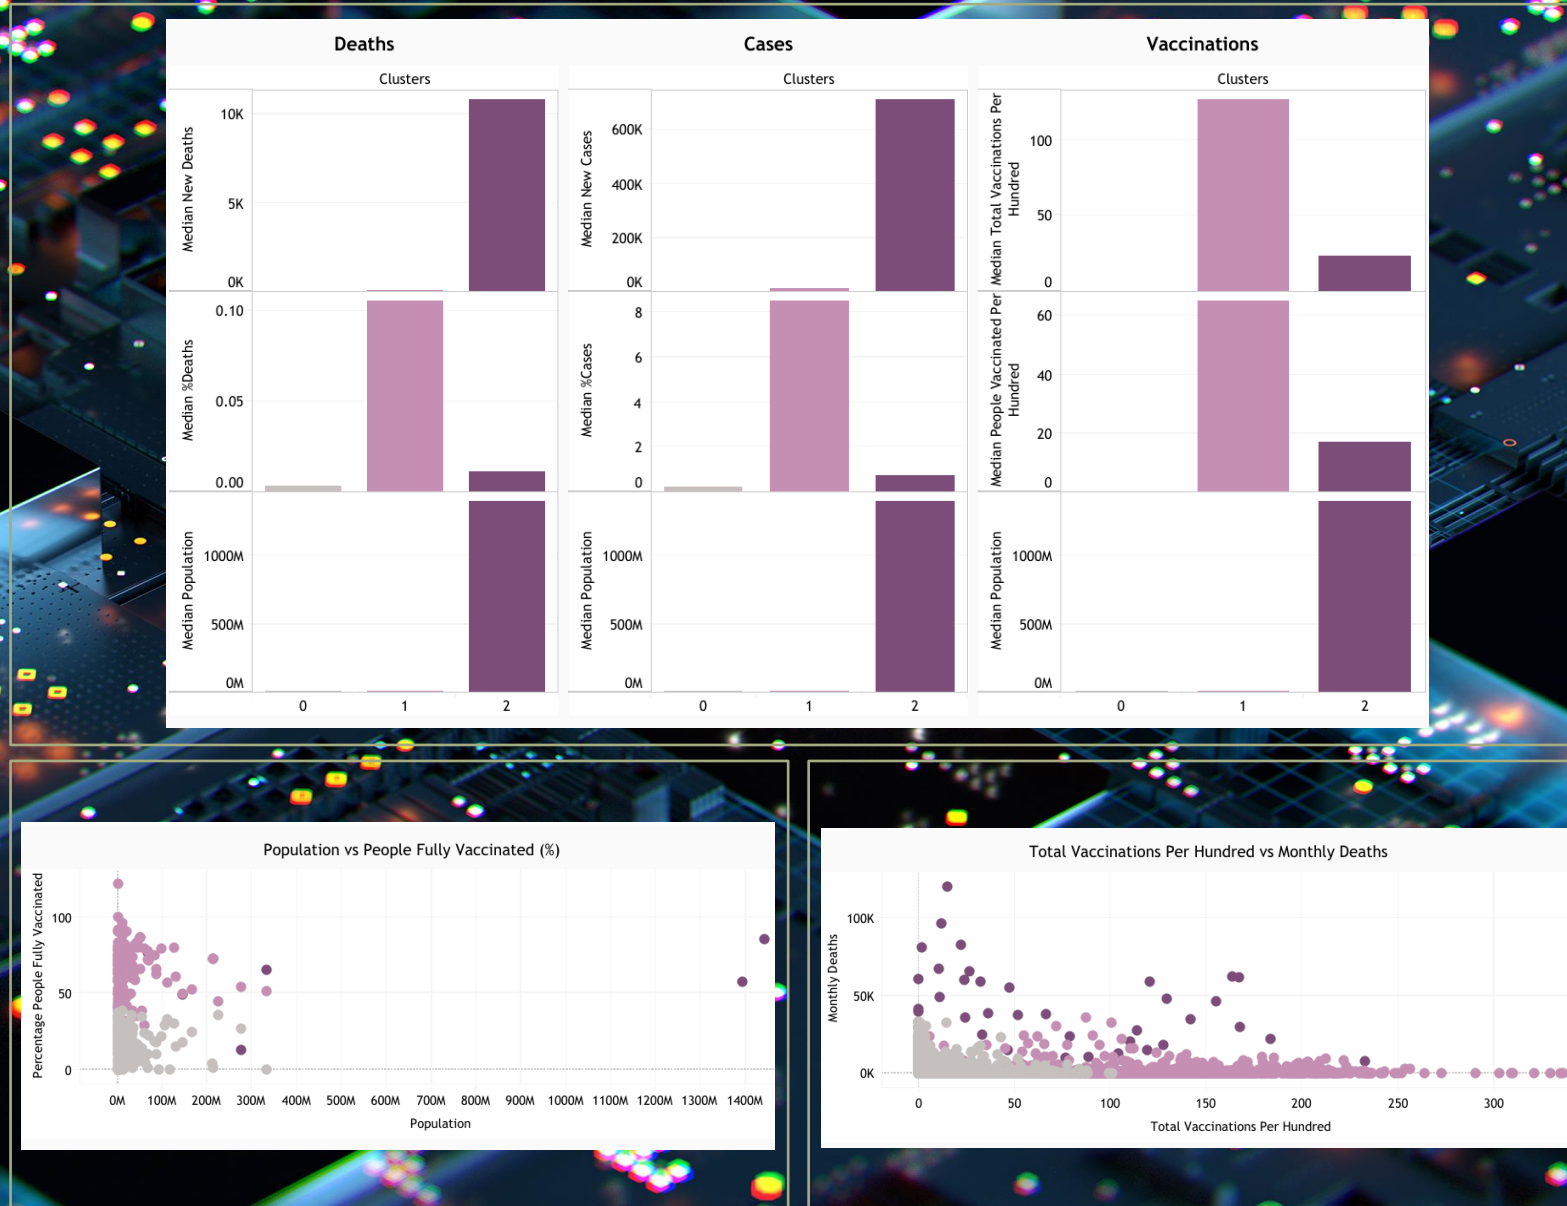 Deaths
Cases
Vaccinations
Clusters
Clusters
Clusters
Median New Deaths
10K
5K
0K
Median New Cases
600K
400K
200K
0K
Median Total Vaccinations Per
Hundred
100
50
0
Median %Deaths
0.10
0.05
0.00
Median %Cases
8
6
4
2
0
Median People Vaccinated Per
Hundred
60
40
20
0
Median Population
1000M
500M
0M
Median Population
1000M
500M
0M
Median Population
1000M
500M
0M
0 1 2
0 1 2
0 1 2
Population vs People Fully Vaccinated (%)
Percentage People Fully Vaccinated
100
50
0
0M 100M 200M 300M 400M 500M 600M 700M 800M 900M 1000M 1100M 1200M 1300M 1400M
Population
Total Vaccinations Per Hundred vs Monthly Deaths
Monthly Deaths
100K
50K
0K
0 50 100 150 200 250 300
Total Vaccinations Per Hundred